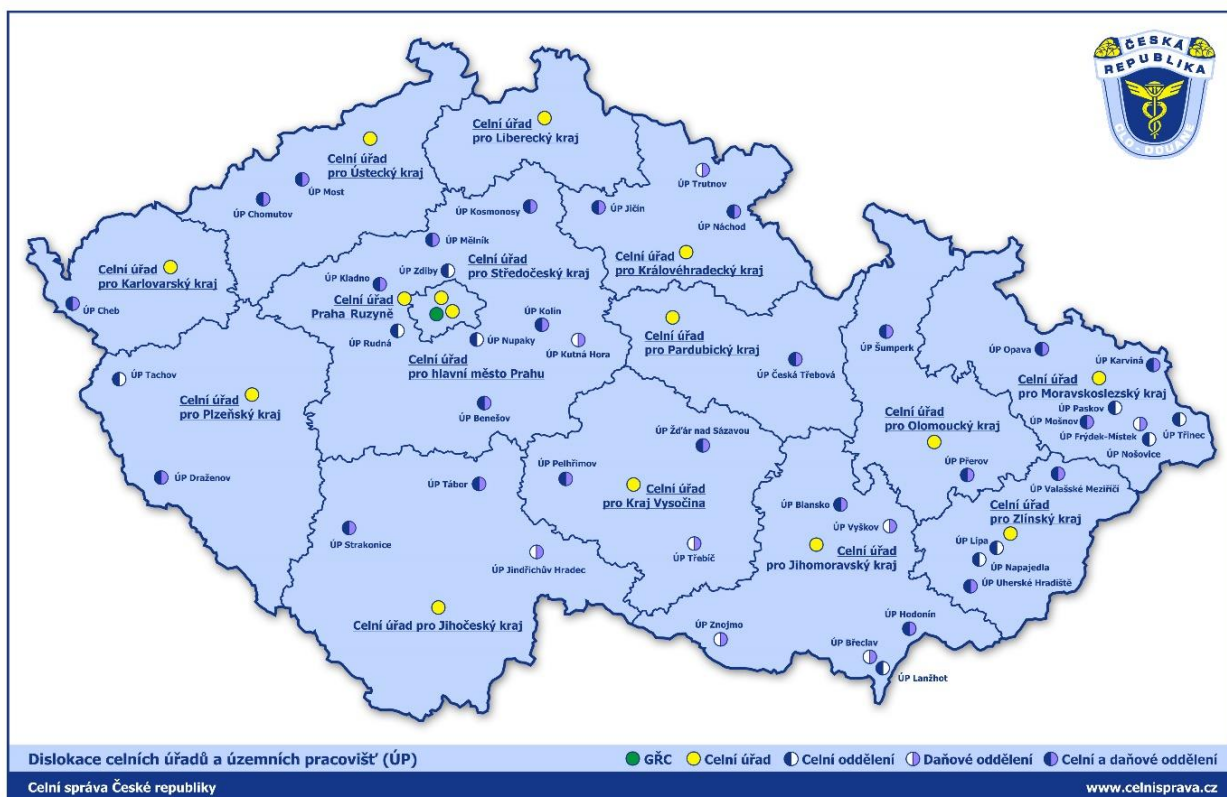 ČESKÁ
REPUBLIKA
CLO - DOUANE
Celní úřad
pro Liberecký kraj
Celní úřad
pro Ústecký kraj
ÚP Trutnov
ÚP Most
ÚP Chomutov
ÚP Kosmonosy
ÚP Jičín
ÚP Náchod
ÚP Mělník
Celní úřad
pro Karlovarský kraj
Celní úřad
pro Středočeský kraj
ÚP Zdiby
Celní úřad
pro Královéhradecký kraj
ÚP Kladno
ÚP Cheb
Celní úřad
Praha Ruzyně
ÚP Kolín
ÚP Rudná
ÚP Nupaky
ÚP Kutná Hora
Celní úřad
pro Pardubický kraj
ÚP Šumperk
ÚP Opava
ÚP Karviná
Celní úřad
pro hlavní město Prahu
ÚP Česká Třebová
Celní úřad
pro Moravskoslezský kraj
ÚP Tachov
Celní úřad
pro Plzeňský kraj
ÚP Benešov
ÚP Paskov
ÚP Mošnov
ÚP Třinec
ÚP Frýdek-Místek
ÚP Nošovice
Celní úřad
pro Olomoucký kraj
ÚP Žďár nad Sázavou
ÚP Draženov
ÚP Tábor
ÚP Pelhřimov
ÚP Přerov
ÚP Valašské Meziříčí
Celní úřad
pro Kraj Vysočina
ÚP Blansko
ÚP Vyškov
Celní úřad
pro Zlínský kraj
ÚP Strakonice
ÚP Lípa
ÚP Třebíč
Celní úřad
pro Jihomoravský kraj
ÚP Napajedla
ÚP Jindřichův Hradec
ÚP Uherské Hradiště
Celní úřad pro Jihočeský kraj
ÚP Znojmo
ÚP Hodonín
ÚP Břeclav
ÚP Lanžhot
Dislokace celních úřadů a územních pracovišť (ÚP)
GŘC Celní úřad Celní oddělení Daňové oddělení Celní a daňové oddělení
Celní správa České republiky
www.celnisprava.cz